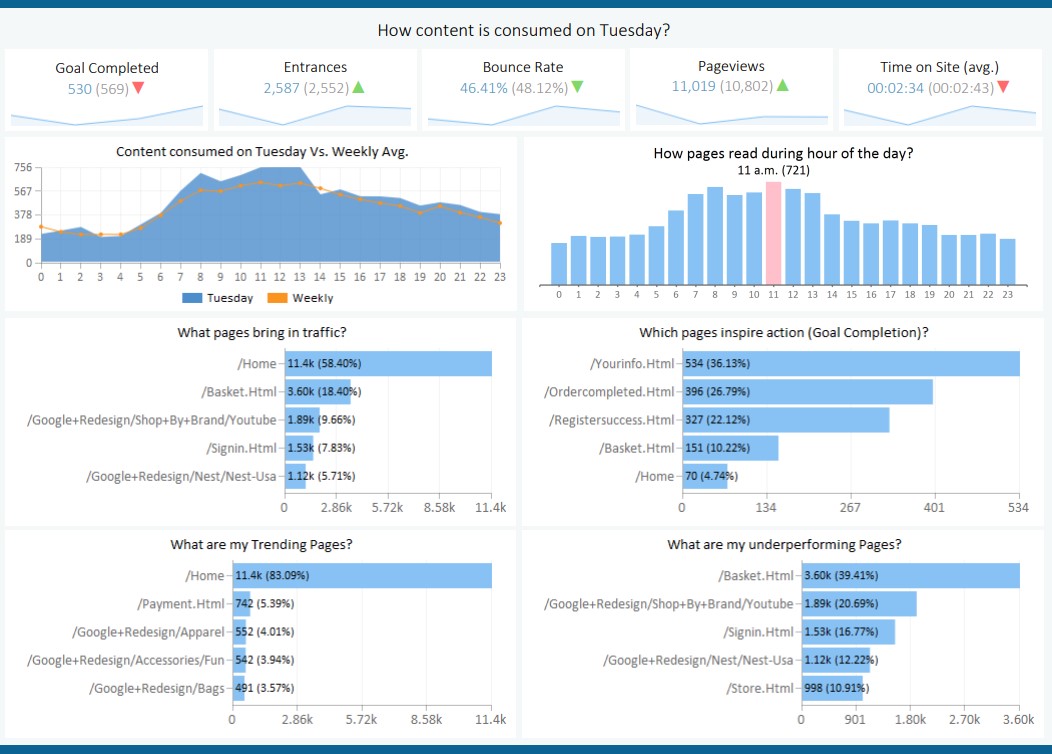 How content is consumed on Tuesday?
Goal Completed
530 (569)
Entrances
2,587 (2,552)
Bounce Rate
46.41% (48.12%)
Pageviews
11,019 (10,802)
Time on Site (avg.)
00:02:34 (00:02:43)
Content consumed on Tuesday Vs. Weekly Avg.
756
567
378
189
0
0 1 2 3 4 5 6 7 8 9 10 11 12 13 14 15 16 17 18 19 20 21 22 23
Tuesday Weekly
How pages read during hour of the day?
11 a.m. (721)
0 1 2 3 4 5 6 7 8 9 10 11 12 13 14 15 16 17 18 19 20 21 22 23
What pages bring in traffic?
/Home 11.4k (58.40%)
/Basket.Html 3.60k (18.40%)
/Google+Redesign/Shop+By+Brand/Youtube 1.89k (9.66%)
/Signin.Html 1.53k (7.83%)
/Google+Redesign/Nest/Nest-Usa 1.12k (5.71%)
0 2.86k 5.72k 8.58k 11.4k
Which pages inspire action (Goal Completion)?
/Yourinfo.Html 534 (36.13%)
/Ordercompleted.Html 396 (26.79%)
/Registersuccess.Html 327 (22.12%)
/Basket.Html 151 (10.22%)
/Home 70 (4.74%)
0 134 267 401 534
What are my Trending Pages?
/Home 11.4k (83.09%)
/Payment.Html 742 (5.39%)
/Google+Redesign/Apparel 552 (4.01%)
/Google+Redesign/Accessories/Fun 542 (3.94%)
/Google+Redesign/Bags 491 (3.57%)
0 2.86k 5.72k 8.58k 11.4k
What are my underperforming Pages?
/Basket.Html 3.60k (39.41%)
/Google+Redesign/Shop+By+Brand/Youtube 1.89k (20.69%)
/Signin.Html 1.53k (16.77%)
/Google+Redesign/Nest/Nest-Usa 1.12k (12.22%)
/Store.Html 998 (10.91%)
0 901 1.80k 2.70k 3.60k